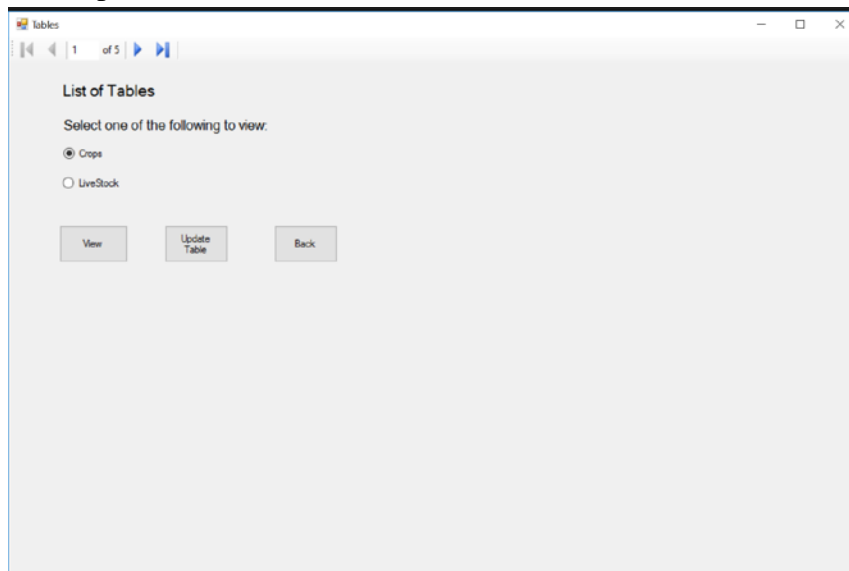 Tables
1 of 5
List of Tables
Select one of the following to view:
Crops
LiveStock
View
Update
Table
Back